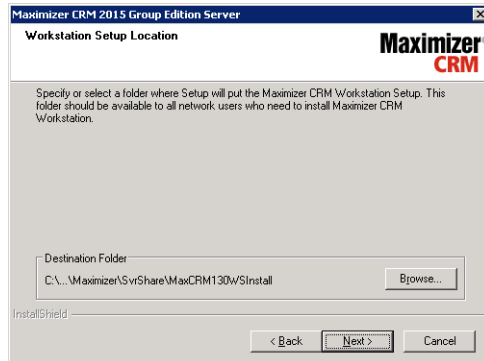 Maximizer CRM 2015 Group Edition Server
Workstation Setup Location
Maximizer
CRM
Specify or select a folder where Setup will put the Maximizer CRM Workstation Setup. This
folder should be available to all network users who need to install Maximizer CRM
Workstation.
Destination Folder
C:\...\Maximizer\SvrShare\MaxCRM130WSInstall
Browse...
InstallShield
< Back
Next >
Cancel